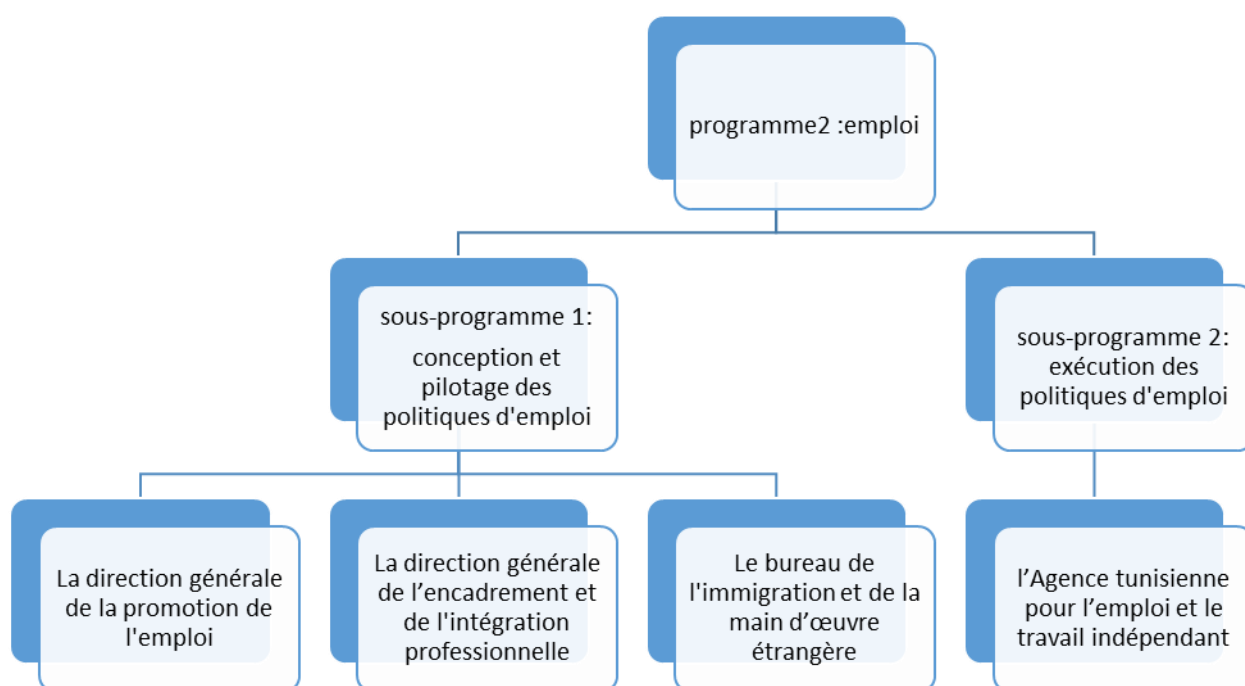 programme2 :emploi
sous-programme 1:
conception et
pilotage des
politiques d'emploi
sous-programme 2:
exécution des
politiques d'emploi
La direction générale
de la promotion de
l'emploi
La direction générale
de l’encadrement et
de l'intégration
professionnelle
Le bureau de
l'immigration et de la
main d’œuvre
étrangère
l’Agence tunisienne
pour l’emploi et le
travail indépendant